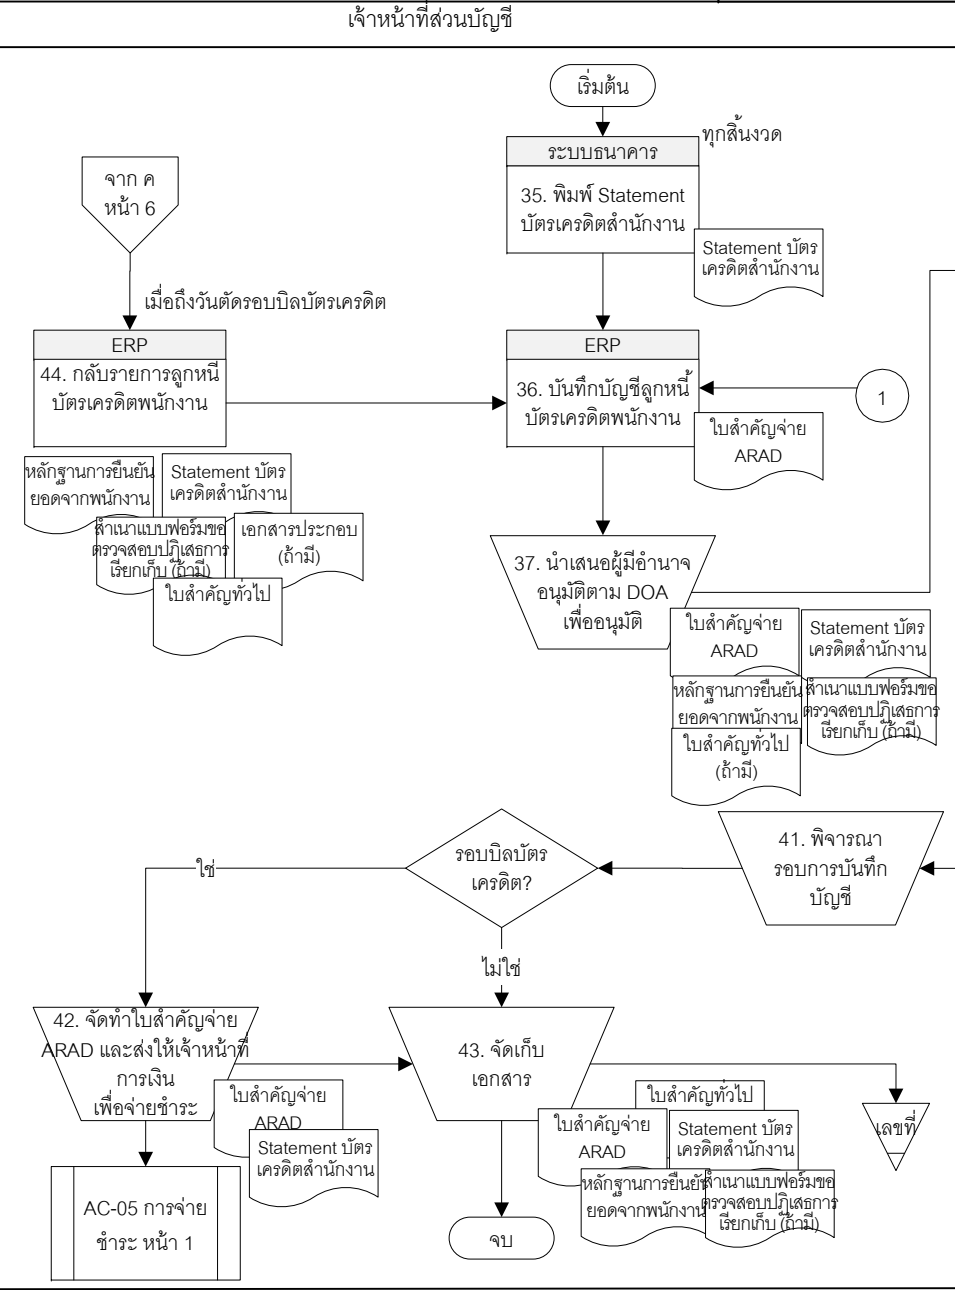 เจ้าหน้าที่ส่วนบัญชี
เริ่มต้น
ทุกสิ้นงวด
ระบบธนาคาร
35. พิมพ์ Statement
บัตรเครดิตสำนักงาน
Statement บัตร
เครดิตสำนักงาน
จาก ค
หน้า 6
เมื่อถึงวันตัดรอบบิลบัตรเครดิต
ERP
44. กลับรายการลูกหนี้
บัตรเครดิตพนักงาน
ERP
36. บันทึกบัญชีลูกหนี้
บัตรเครดิตพนักงาน
1
ใบสำคัญจ่าย
ARAD
หลักฐานการยืนยัน
ยอดจากพนักงาน
Statement บัตร
เครดิตสำนักงาน
สำเนาแบบฟอร์มขอ
ตรวจสอบปฏิเสธการ
เรียกเก็บ (ถ้ามี)
เอกสารประกอบ
(ถ้ามี)
ใบสำคัญทั่วไป
37. นำเสนอผู้มีอำนาจ
อนุมัติตาม DOA
เพื่ออนุมัติ
ใบสำคัญจ่าย
ARAD
Statement บัตร
เครดิตสำนักงาน
หลักฐานการยืนยัน
ยอดจากพนักงาน
สำเนาแบบฟอร์มขอ
ตรวจสอบปฏิเสธการ
เรียกเก็บ (ถ้ามี)
ใบสำคัญทั่วไป
(ถ้ามี)
41. พิจารณา
รอบการบันทึก
บัญชี
รอบบิลบัตร
เครดิต?
ใช่
ไม่ใช่
42. จัดทำใบสำคัญจ่าย
ARAD และส่งให้เจ้าหน้าที่
การเงิน
เพื่อจ่ายชำระ
ใบสำคัญจ่าย
ARAD
Statement บัตร
เครดิตสำนักงาน
43. จัดเก็บ
เอกสาร
ใบสำคัญทั่วไป
ใบสำคัญจ่าย
ARAD
Statement บัตร
เครดิตสำนักงาน
หลักฐานการยืนยัน
ยอดจากพนักงาน
สำเนาแบบฟอร์มขอ
ตรวจสอบปฏิเสธการ
เรียกเก็บ (ถ้ามี)
เลขที่
AC-05 การจ่าย
ชำระ หน้า 1
จบ